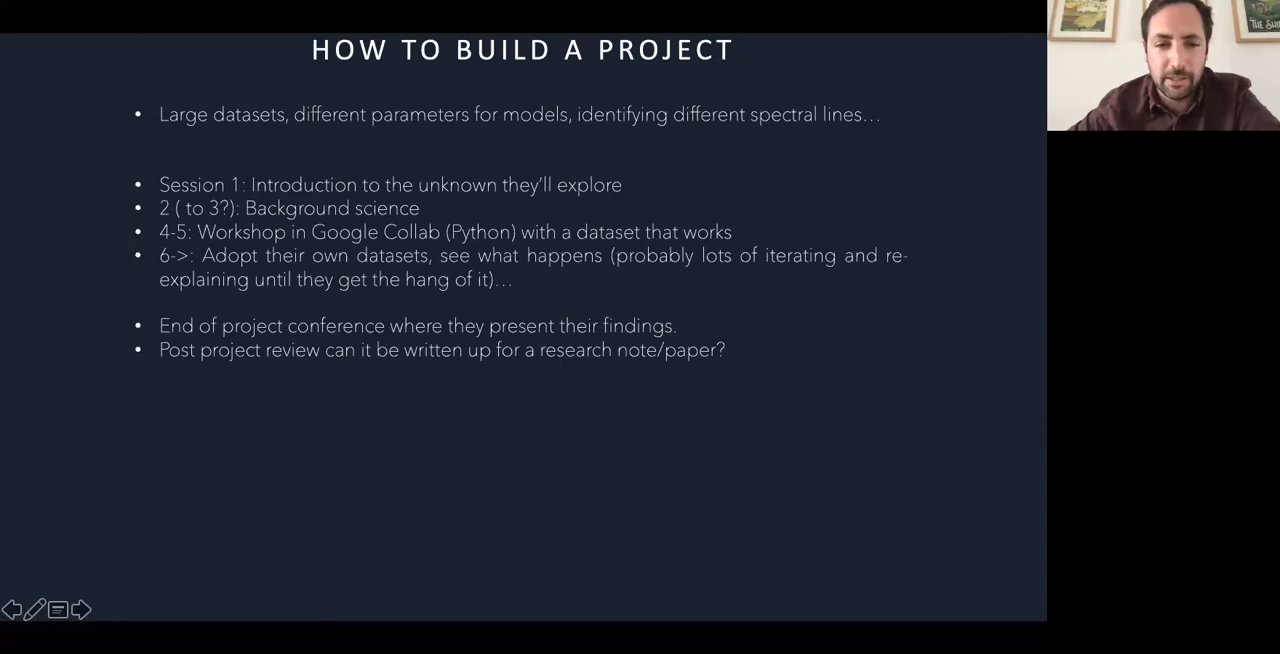 HOW TO BUILD A PROJECT
• Large datasets, different parameters for models, identifying different spectral lines…
• Session 1: Introduction to the unknown they'll explore
• 2 ( to 3?): Background science
• 4-5: Workshop in Google Collab (Python) with a dataset that works
• 6->: Adopt their own datasets, see what happens (probably lots of iterating and re-
explaining until they get the hang of it)…
• End of project conference where they present their findings.
• Post project review can it be written up for a research note/paper?
THE